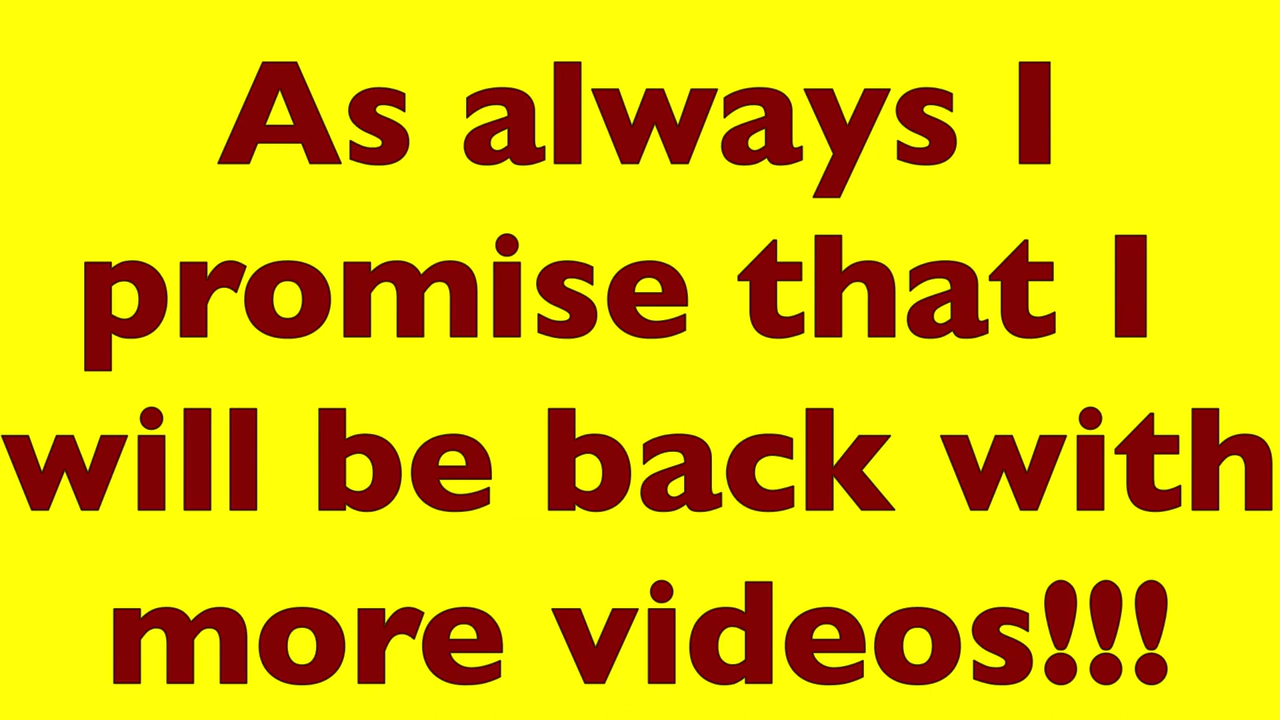 As always I
promise that I
will be back with
more videos!!!